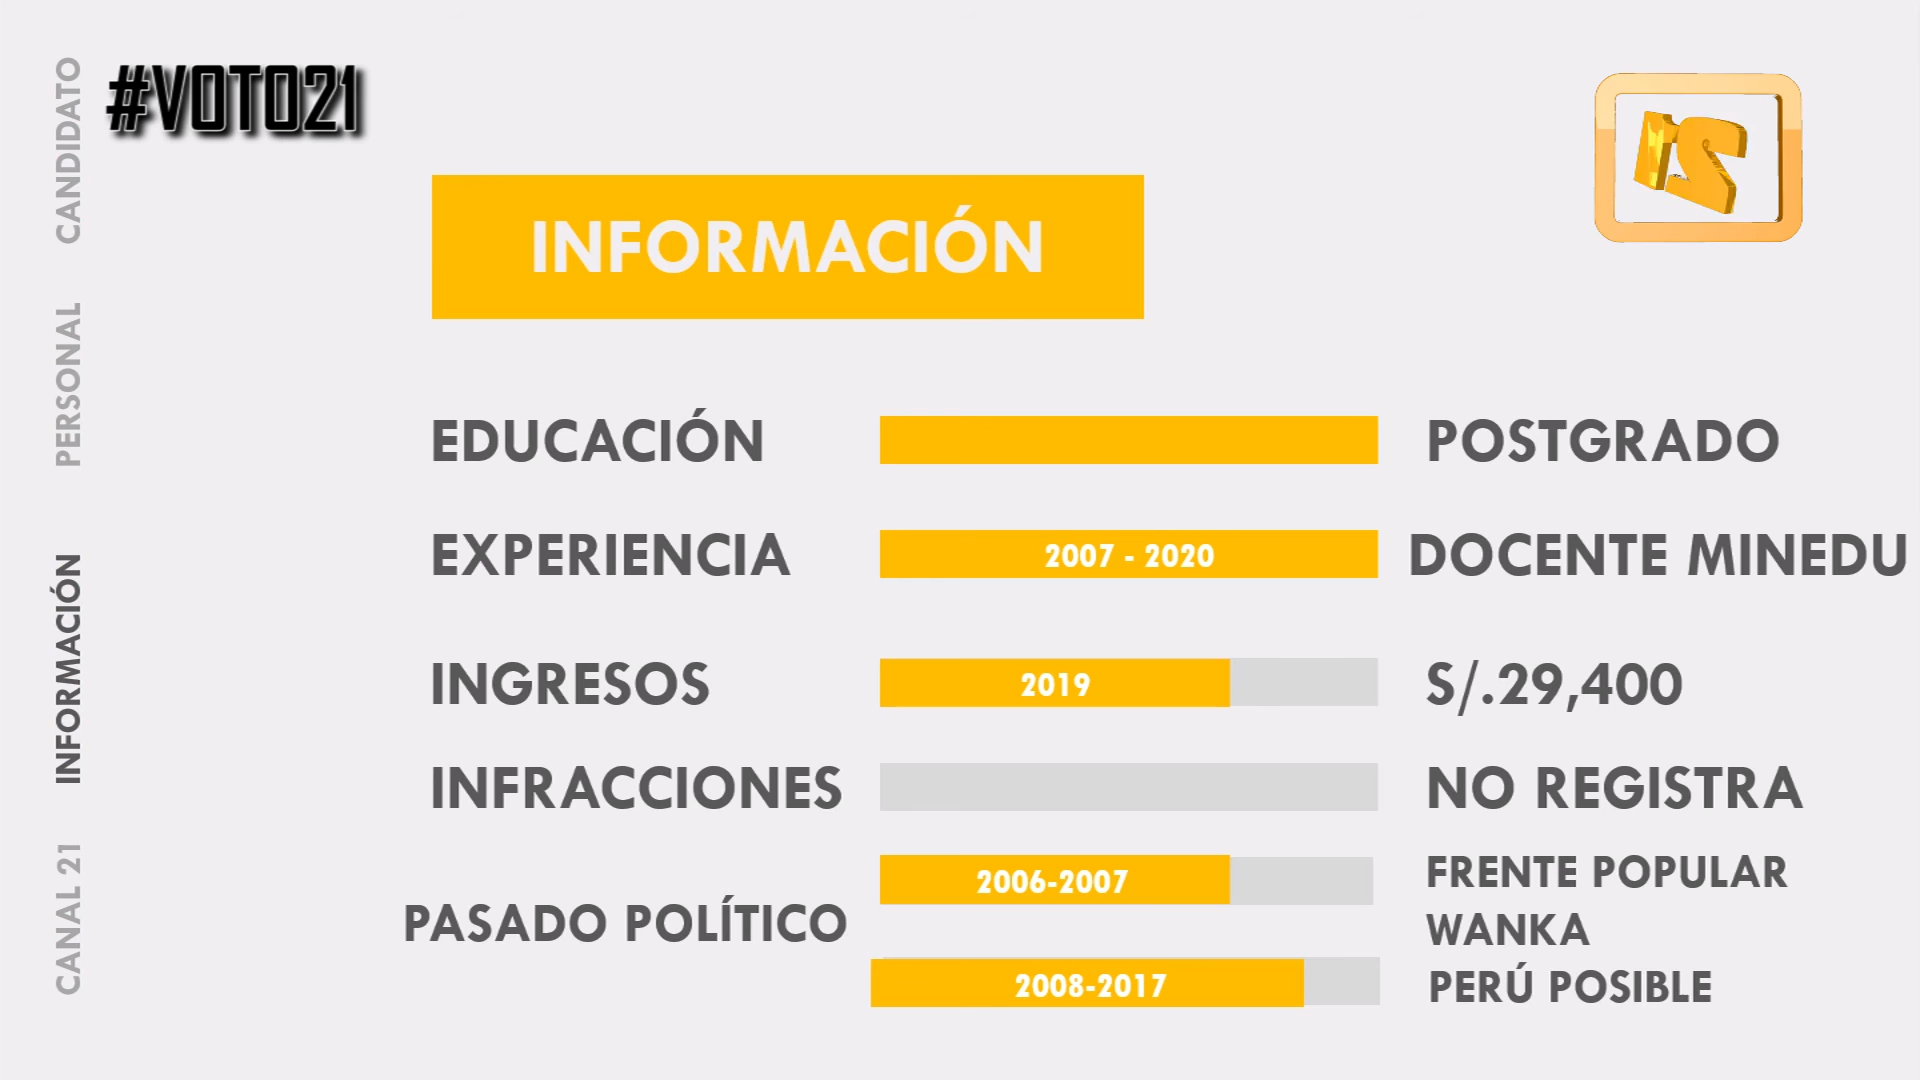 #VOTO21
21
CANDIDATO
PERSONAL
INFORMACIÓN
CANAL 21
INFORMACIÓN
EDUCACIÓN
POSTGRADO
EXPERIENCIA
2007 - 2020
DOCENTE MINEDU
INGRESOS
2019
S/.29,400
INFRACCIONES
NO REGISTRA
PASADO POLÍTICO
2006-2007
FRENTE POPULAR
WANKA
2008-2017
PERÚ POSIBLE